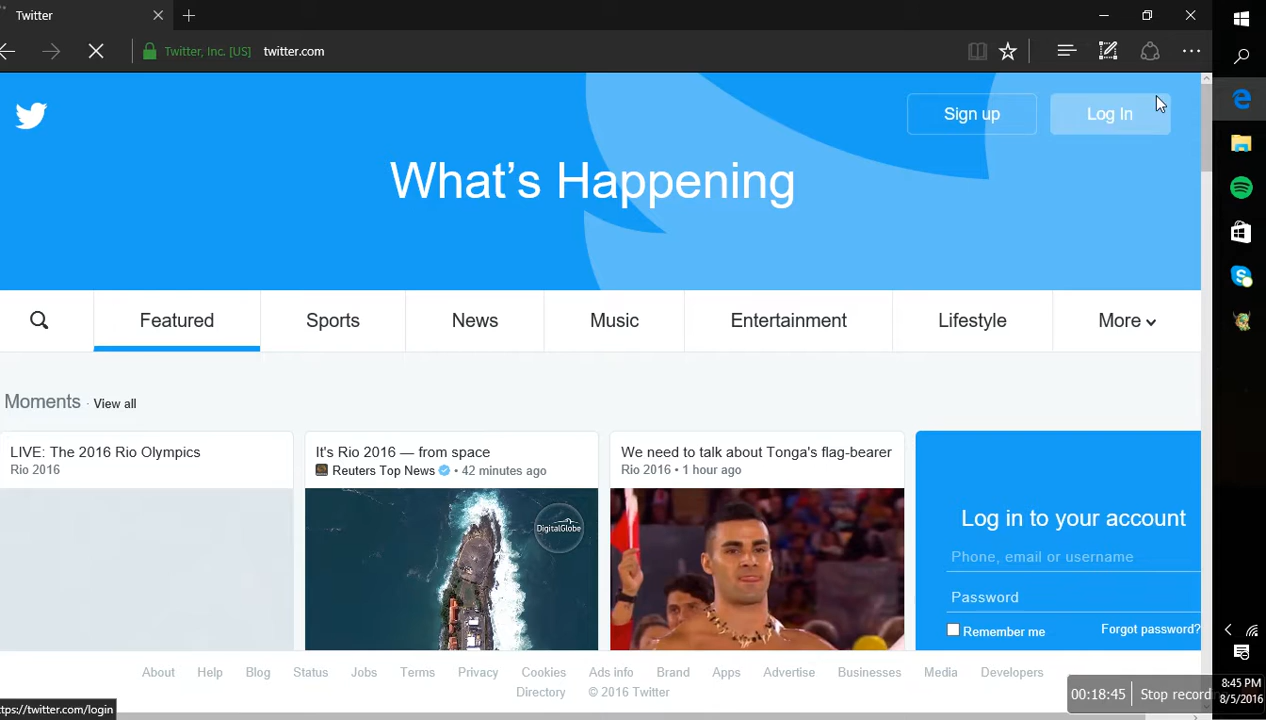 Twitter
Twitter, Inc. [US] twitter.com
Sign up Log In
What's Happening
Featured Sports News Music Entertainment Lifestyle More
Moments · View all
LIVE: The 2016 Rio Olympics
Rio 2016
It's Rio 2016 — from space
Reuters Top News • 42 minutes ago
DigitalGlobe
We need to talk about Tonga's flag-bearer
Rio 2016 • 1 hour ago
Log in to your account
Phone, email or username
Password
Remember me Forgot password?
About Help Blog Status Jobs Terms Privacy Cookies Ads info Brand Apps Advertise Businesses Media Developers
Directory © 2016 Twitter
ttps://twitter.com/login
00:18:45 Stop record
8:45 PM
8/5/2016